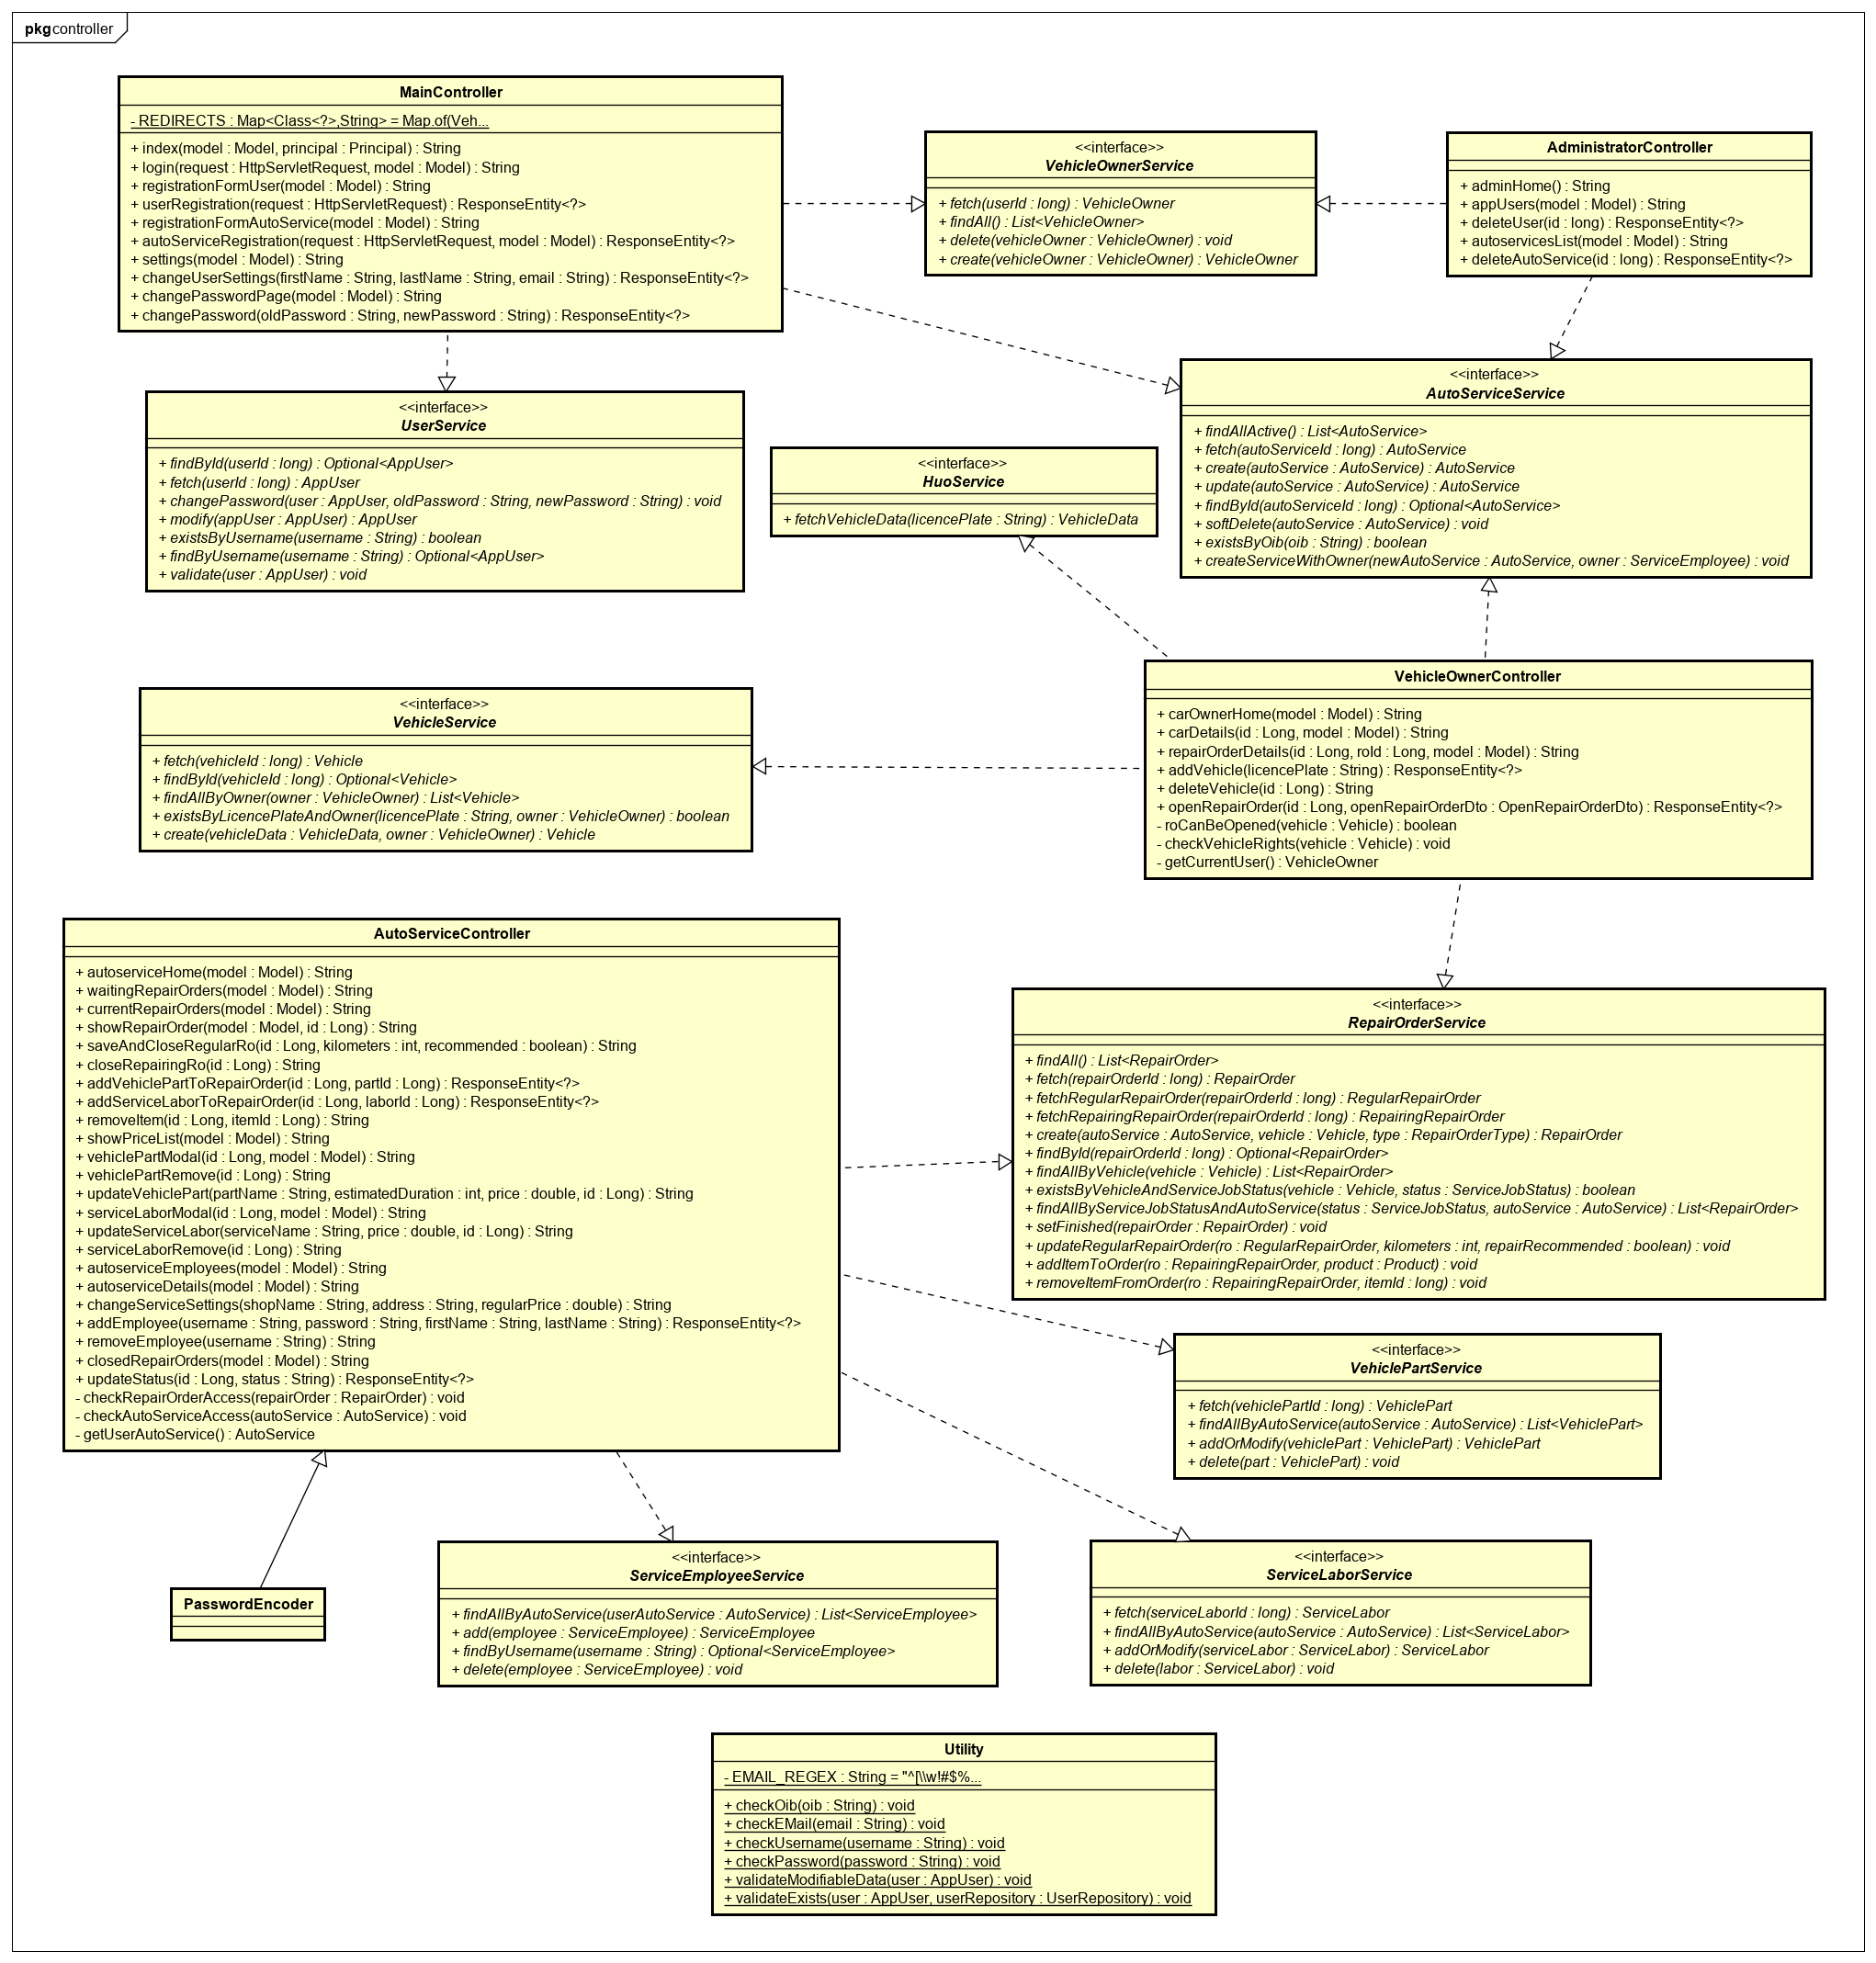 pkg controller
MainController
- REDIRECTS : Map<Class<?>,String> = Map.of(Veh...
+ index(model : Model, principal : Principal) : String
+ login(request : HttpServletRequest, model : Model) : String
+ registrationFormUser(model : Model) : String
+ userRegistration(request : HttpServletRequest) : ResponseEntity<?>
+ registrationFormAutoService(model : Model) : String
+ autoServiceRegistration(request : HttpServletRequest, model : Model) : ResponseEntity<?>
+ settings(model : Model) : String
+ changeUserSettings(firstName : String, lastName : String, email : String) : ResponseEntity<?>
+ changePasswordPage(model : Model) : String
+ changePassword(oldPassword : String, newPassword : String) : ResponseEntity<?>
<<interface>>
VehicleOwnerService
+ fetch(userId : long) : VehicleOwner
+ findAll() : List<VehicleOwner>
+ delete(vehicleOwner : VehicleOwner) : void
+ create(vehicleOwner : VehicleOwner) : VehicleOwner
AdministratorController
+ adminHome() : String
+ appUsers(model : Model) : String
+ deleteUser(id : long) : ResponseEntity<?>
+ autoservicesList(model : Model) : String
+ deleteAutoService(id : long) : ResponseEntity<?>
<<interface>>
UserService
+ findById(userId : long) : Optional<AppUser>
+ fetch(userId : long) : AppUser
+ changePassword(user : AppUser, oldPassword : String, newPassword : String) : void
+ modify(appUser : AppUser) : AppUser
+ existsByUsername(username : String) : boolean
+ findByUsername(username : String) : Optional<AppUser>
+ validate(user : AppUser) : void
<<interface>>
HuoService
+ fetchVehicleData(licencePlate : String) : VehicleData
<<interface>>
AutoServiceService
+ findAllActive() : List<AutoService>
+ fetch(autoServiceId : long) : AutoService
+ create(autoService : AutoService) : AutoService
+ update(autoService : AutoService) : AutoService
+ findById(autoServiceId : long) : Optional<AutoService>
+ softDelete(autoService : AutoService) : void
+ existsByOib(oib : String) : boolean
+ createServiceWithOwner(newAutoService : AutoService, owner : ServiceEmployee) : void
<<interface>>
VehicleService
+ fetch(vehicleId : long) : Vehicle
+ findById(vehicleId : long) : Optional<Vehicle>
+ findAllByOwner(owner : VehicleOwner) : List<Vehicle>
+ existsByLicencePlateAndOwner(licencePlate : String, owner : VehicleOwner) : boolean
+ create(vehicleData : VehicleData, owner : VehicleOwner) : Vehicle
VehicleOwnerController
+ carOwnerHome(model : Model) : String
+ carDetails(id : Long, model : Model) : String
+ repairOrderDetails(id : Long, roId : Long, model : Model) : String
+ addVehicle(licencePlate : String) : ResponseEntity<?>
+ deleteVehicle(id : Long) : String
+ openRepairOrder(id : Long, openRepairOrderDto : OpenRepairOrderDto) : ResponseEntity<?>
- roCanBeOpened(vehicle : Vehicle) : boolean
- checkVehicleRights(vehicle : Vehicle) : void
- getCurrentUser() : VehicleOwner
AutoServiceController
+ autoserviceHome(model : Model) : String
+ waitingRepairOrders(model : Model) : String
+ currentRepairOrders(model : Model) : String
+ showRepairOrder(model : Model, id : Long) : String
+ saveAndCloseRegularRo(id : Long, kilometers : int, recommended : boolean) : String
+ closeRepairingRo(id : Long) : String
+ addVehiclePartToRepairOrder(id : Long, partId : Long) : ResponseEntity<?>
+ addServiceLaborToRepairOrder(id : Long, laborId : Long) : ResponseEntity<?>
+ removeItem(id : Long, itemId : Long) : String
+ showPriceList(model : Model) : String
+ vehiclePartModal(id : Long, model : Model) : String
+ vehiclePartRemove(id : Long) : String
+ updateVehiclePart(partName : String, estimatedDuration : int, price : double, id : Long) : String
+ serviceLaborModal(id : Long, model : Model) : String
+ updateServiceLabor(serviceName : String, price : double, id : Long) : String
+ serviceLaborRemove(id : Long) : String
+ autoserviceEmployees(model : Model) : String
+ autoserviceDetails(model : Model) : String
+ changeServiceSettings(shopName : String, address : String, regularPrice : double) : String
+ addEmployee(username : String, password : String, firstName : String, lastName : String) : ResponseEntity<?>
+ removeEmployee(username : String) : String
+ closedRepairOrders(model : Model) : String
+ updateStatus(id : Long, status : String) : ResponseEntity<?>
- checkRepairOrderAccess(repairOrder : RepairOrder) : void
- checkAutoServiceAccess(autoService : AutoService) : void
- getUserAutoService() : AutoService
<<interface>>
RepairOrderService
+ findAll() : List<RepairOrder>
+ fetch(repairOrderId : long) : RepairOrder
+ fetchRegularRepairOrder(repairOrderId : long) : RegularRepairOrder
+ fetchRepairingRepairOrder(repairOrderId : long) : RepairingRepairOrder
+ create(autoService : AutoService, vehicle : Vehicle, type : RepairOrderType) : RepairOrder
+ findById(repairOrderId : long) : Optional<RepairOrder>
+ findAllByVehicle(vehicle : Vehicle) : List<RepairOrder>
+ existsByVehicleAndServiceJobStatus(vehicle : Vehicle, status : ServiceJobStatus) : boolean
+ findAllByServiceJobStatusAndAutoService(status : ServiceJobStatus, autoService : AutoService) : List<RepairOrder>
+ setFinished(repairOrder : RepairOrder) : void
+ updateRegularRepairOrder(ro : RegularRepairOrder, kilometers : int, repairRecommended : boolean) : void
+ addItemToOrder(ro : RepairingRepairOrder, product : Product) : void
+ removeItemFromOrder(ro : RepairingRepairOrder, itemId : long) : void
<<interface>>
VehiclePartService
+ fetch(vehiclePartId : long) : VehiclePart
+ findAllByAutoService(autoService : AutoService) : List<VehiclePart>
+ addOrModify(vehiclePart : VehiclePart) : VehiclePart
+ delete(part : VehiclePart) : void
PasswordEncoder
<<interface>>
ServiceEmployeeService
+ findAllByAutoService(userAutoService : AutoService) : List<ServiceEmployee>
+ add(employee : ServiceEmployee) : ServiceEmployee
+ findByUsername(username : String) : Optional<ServiceEmployee>
+ delete(employee : ServiceEmployee) : void
<<interface>>
ServiceLaborService
+ fetch(serviceLaborId : long) : ServiceLabor
+ findAllByAutoService(autoService : AutoService) : List<ServiceLabor>
+ addOrModify(serviceLabor : ServiceLabor) : ServiceLabor
+ delete(labor : ServiceLabor) : void
Utility
- EMAIL_REGEX : String = "^[\\w!#$%...
+ checkOib(oib : String) : void
+ checkEMail(email : String) : void
+ checkUsername(username : String) : void
+ checkPassword(password : String) : void
+ validateModifiableData(user : AppUser) : void
+ validateExists(user : AppUser, userRepository : UserRepository) : void